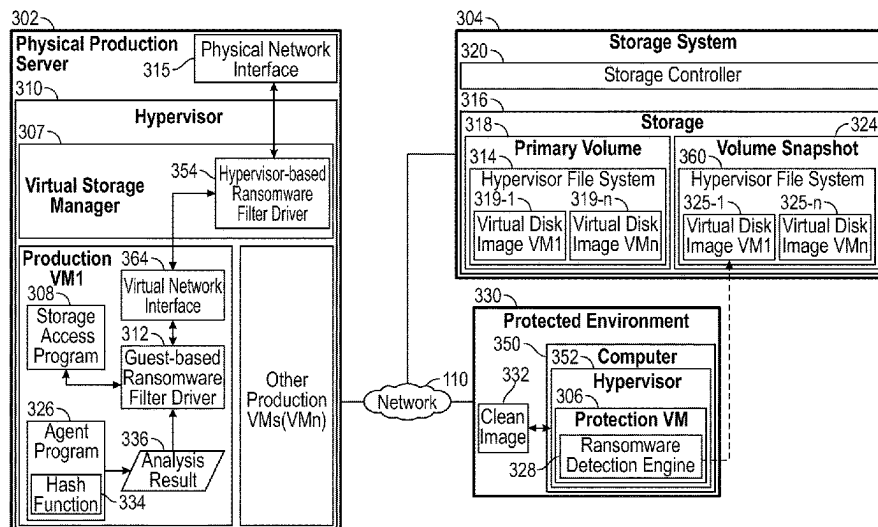 302
Physical Production
Server
Physical Network
Interface
315
310
Hypervisor
307
354
Virtual Storage
Manager
Hypervisor-based
Ransomware
Filter Driver
Production
VM1
364
Virtual Network
Interface
308
Storage
Access
Program
312
Guest-based
Ransomware
Filter Driver
326
Agent
Program
Hash
Function
334
336
Analysis
Result
Other
Production
VMs(VMn)
Network
110
304
Storage System
320
Storage Controller
316
Storage
318
Primary Volume
314
Hypervisor File System
319-1
319-n
Virtual Disk
Image VM1
Virtual Disk
Image VMn
324
Volume Snapshot
360
Hypervisor File System
325-1
325-n
Virtual Disk
Image VM1
Virtual Disk
Image VMn
330
Protected Environment
350
Computer
352
Hypervisor
332
Clean
Image
306
Protection VM
328
Ransomware
Detection Engine